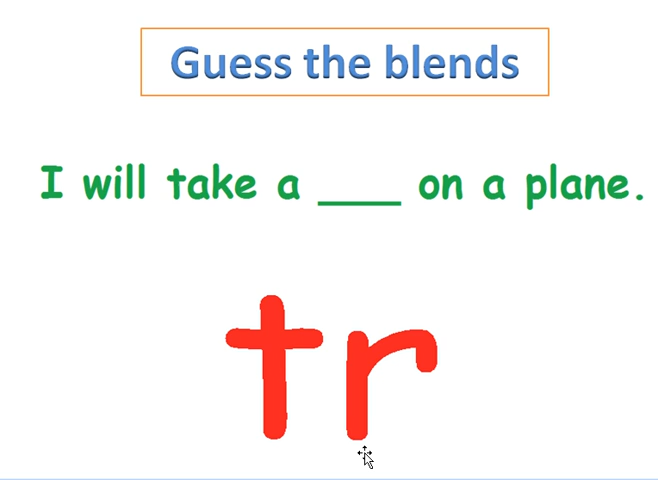 Guess the blends
I will take a ___ on a plane.
tr